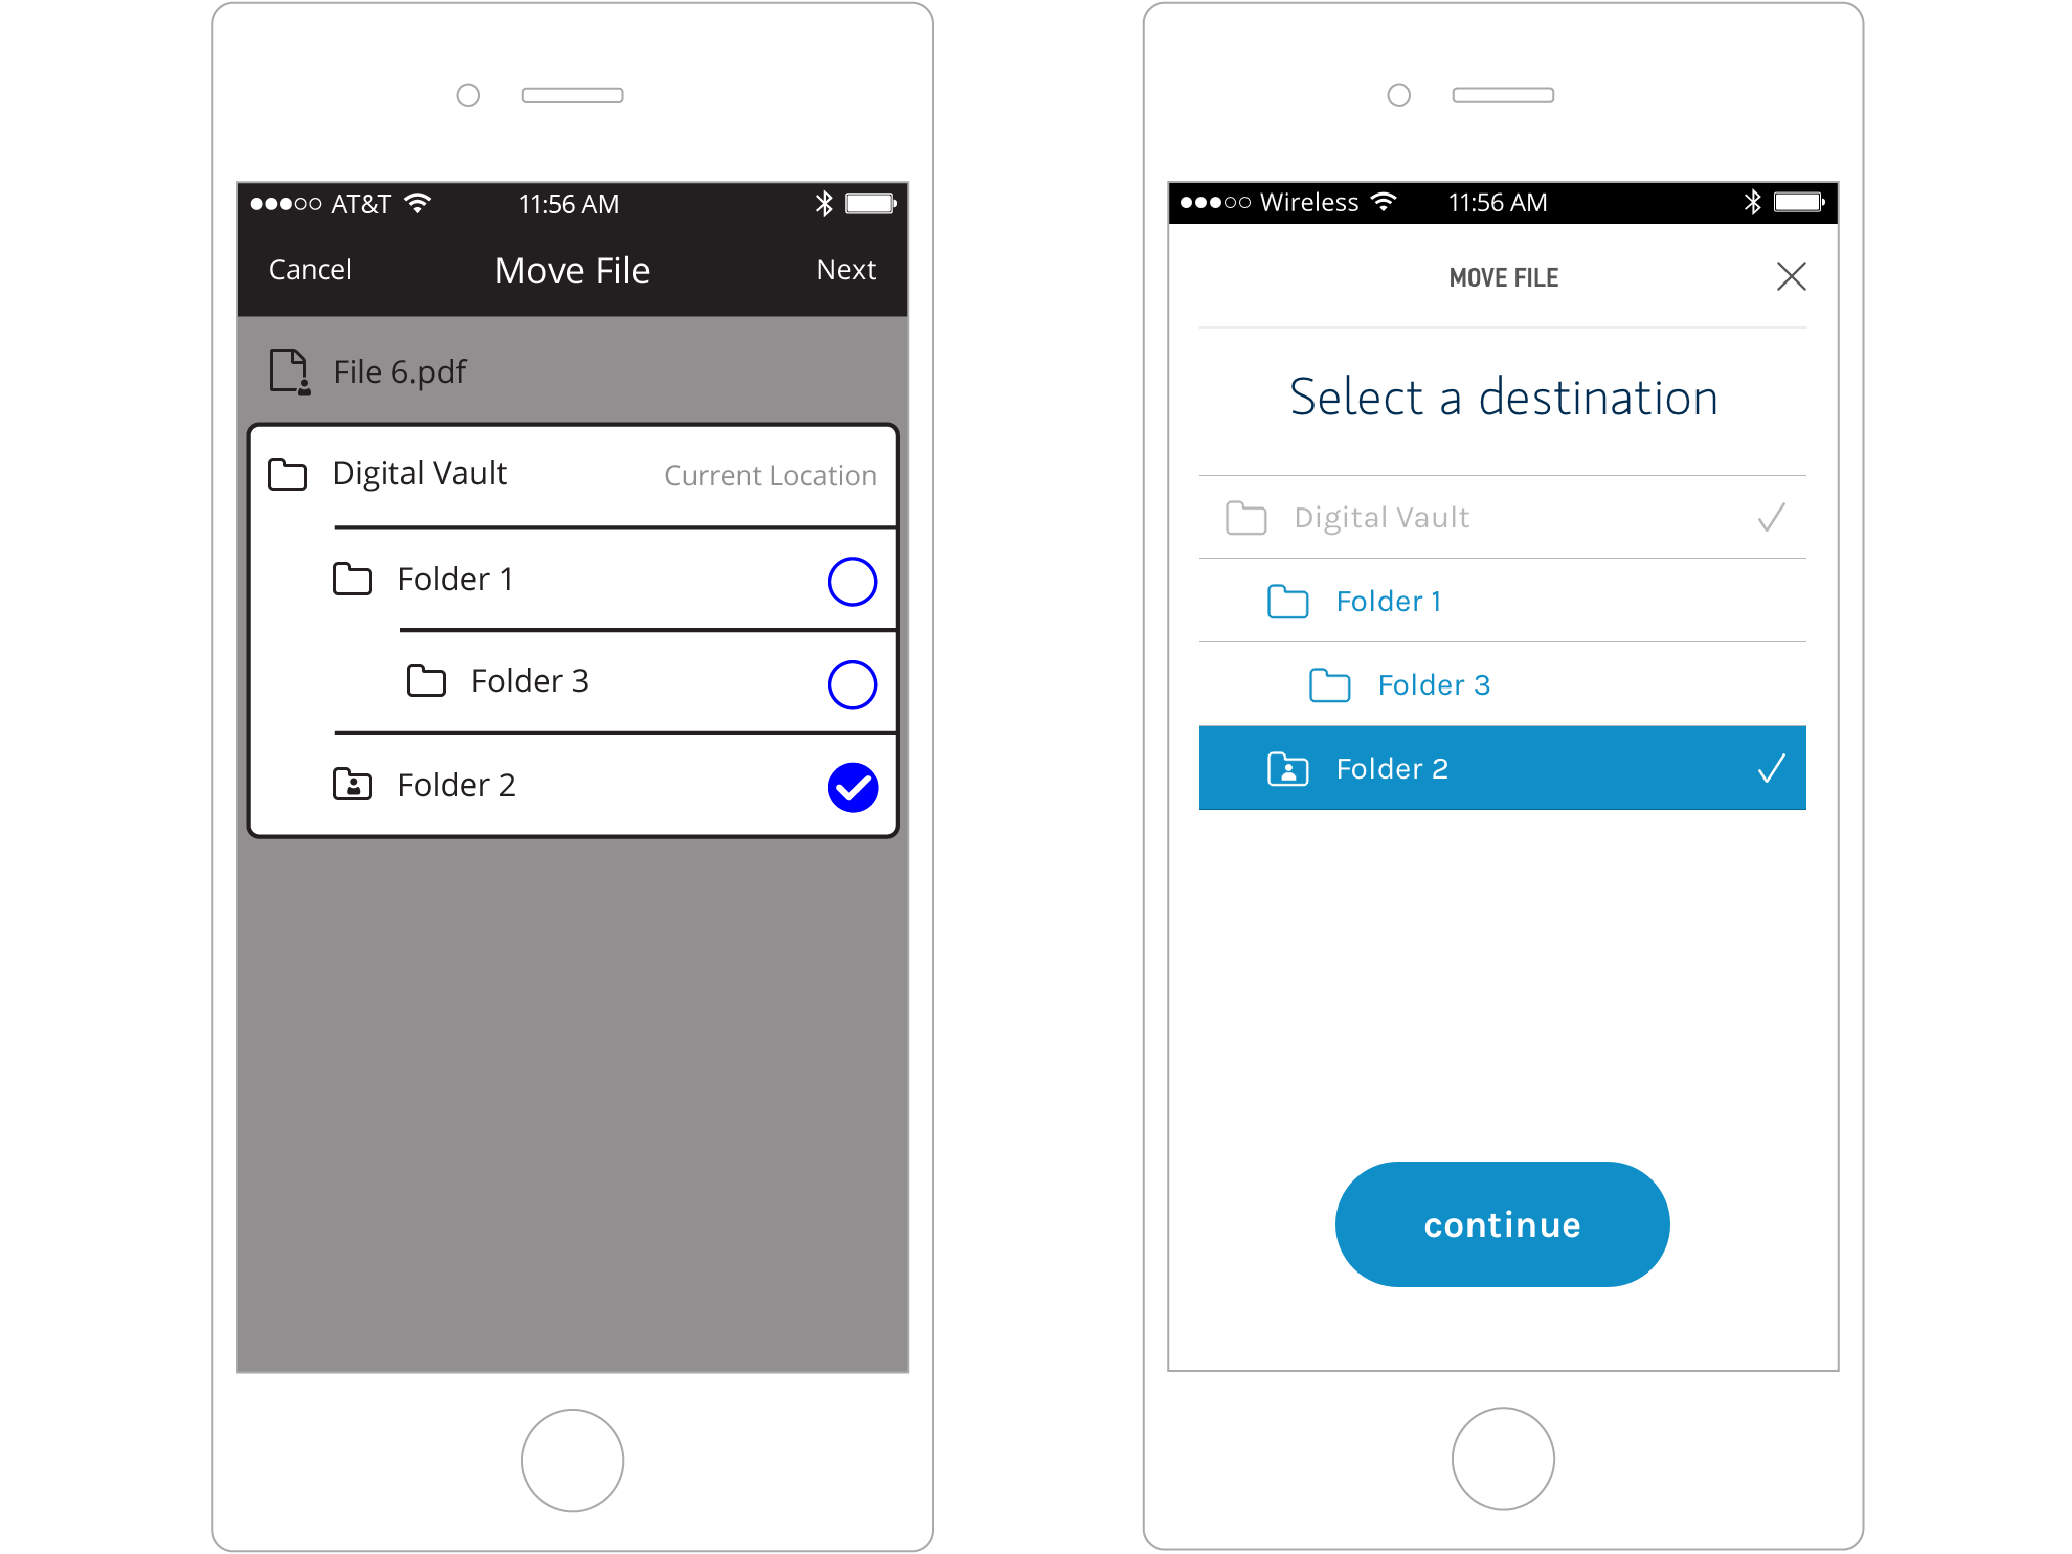 AT&T 11:56 AM
Cancel Move File Next
File 6.pdf
Digital Vault Current Location
Folder 1
Folder 3
Folder 2
Wireless 11:56 AM
MOVE FILE
Select a destination
Digital Vault
Folder 1
Folder 3
Folder 2
continue